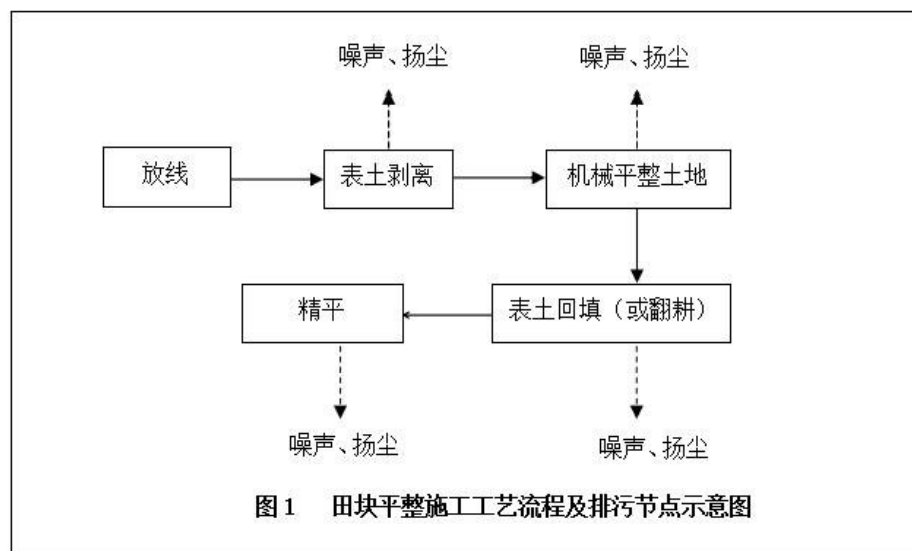 噪声、扬尘
噪声、扬尘
放线
表土剥离
机械平整土地
精平
表土回填（或翻耕）
噪声、扬尘
噪声、扬尘
图1 田块平整施工工艺流程及排污节点示意图